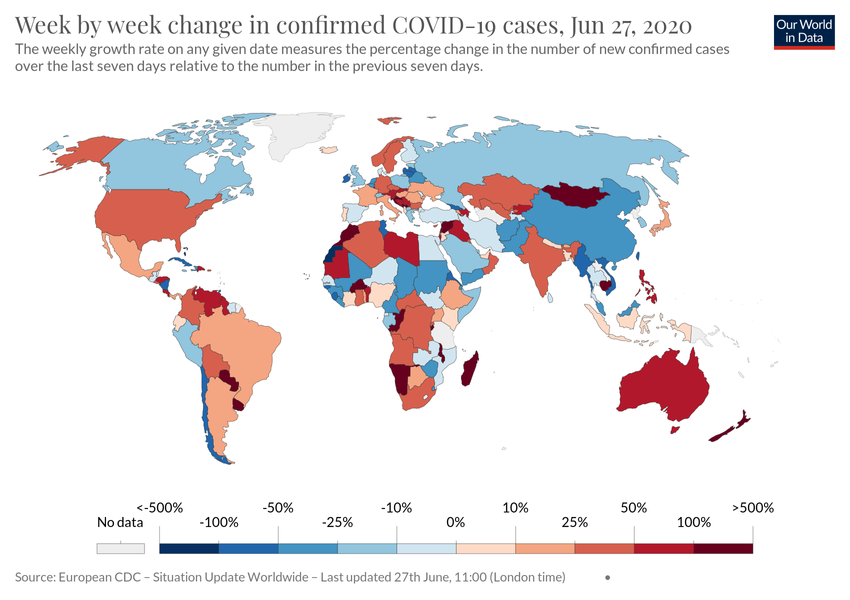 Week by week change in confirmed COVID-19 cases, Jun 27, 2020
Our World
in Data
The weekly growth rate on any given date measures the percentage change in the number of new confirmed cases
over the last seven days relative to the number in the previous seven days.
<-500% -50% -10% 10% 50% >500%
No data -100% -25% 0% 25% 100%
Source: European CDC – Situation Update Worldwide – Last updated 27th June, 11:00 (London time) •